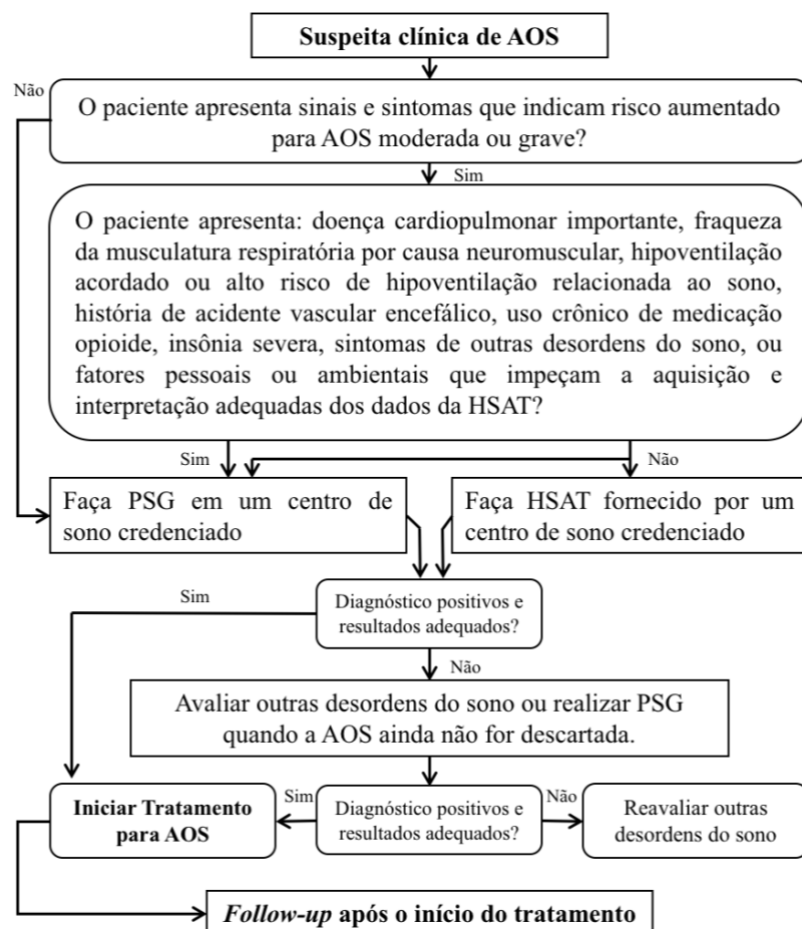 Suspeita clínica de AOS
Não
O paciente apresenta sinais e sintomas que indicam risco aumentado
para AOS moderada ou grave?
Sim
O paciente apresenta: doença cardiopulmonar importante, fraqueza
da musculatura respiratória por causa neuromuscular, hipoventilação
acordado ou alto risco de hipoventilação relacionada ao sono,
história de acidente vascular encefálico, uso crônico de medicação
opioide, insônia severa, sintomas de outras desordens do sono, ou
fatores pessoais ou ambientais que impeçam a aquisição e
interpretação adequadas dos dados da HSAT?
Sim
Não
Faça PSG em um centro de
sono credenciado
Faça HSAT fornecido por um
centro de sono credenciado
Sim
Diagnóstico positivos e
resultados adequados?
Não
Avaliar outras desordens do sono ou realizar PSG
quando a AOS ainda não for descartada.
Iniciar Tratamento
para AOS
Sim
Diagnóstico positivos e
resultados adequados?
Não
Reavaliar outras
desordens do sono
Follow-up após o início do tratamento